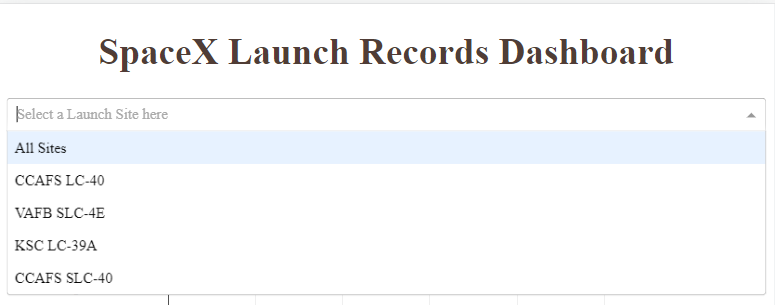 SpaceX Launch Records Dashboard
Select a Launch Site here
All Sites
CCAFS LC-40
VAFB SLC-4E
KSC LC-39A
CCAFS SLC-40